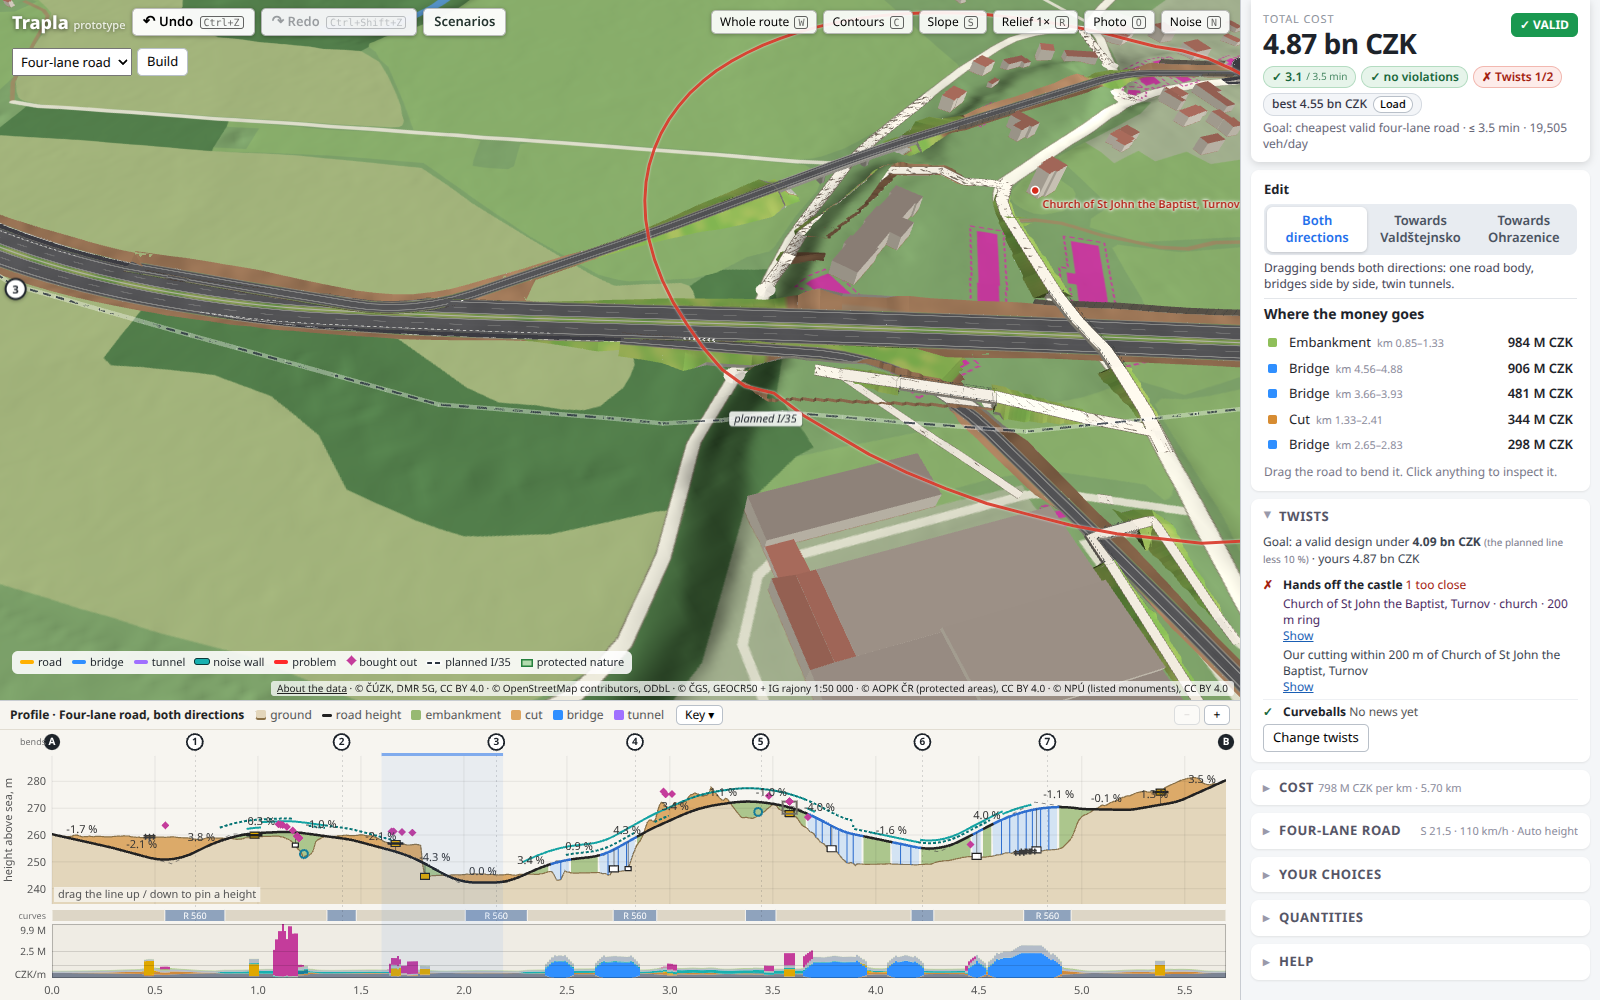 Trapla prototype
↶ Undo Ctrl+Z
↷ Redo Ctrl+Shift+Z
Scenarios
Whole route W
Contours C
Slope S
Relief 1× R
Photo O
Noise N
Four-lane road
Build
3
Church of St John the Baptist, Turnov
planned I/35
road
bridge
tunnel
noise wall
problem
bought out
planned I/35
protected nature
About the data · © ČÚZK, DMR 5G, CC BY 4.0 · © OpenStreetMap contributors, ODbL · © ČGS, GEOCR50 + IG rajony 1:50 000 · © AOPK ČR (protected areas), CC BY 4.0 · © NPÚ (listed monuments), CC BY 4.0
TOTAL COST
4.87 bn CZK
✓ VALID
✓ 3.1 / 3.5 min
✓ no violations
✗ Twists 1/2
best 4.55 bn CZK Load
Goal: cheapest valid four-lane road · ≤ 3.5 min · 19,505
veh/day
Edit
Both
directions
Towards
Valdštejnsko
Towards
Ohrazenice
Dragging bends both directions: one road body,
bridges side by side, twin tunnels.
Where the money goes
Embankment km 0.85–1.33 984 M CZK
Bridge km 4.56–4.88 906 M CZK
Bridge km 3.66–3.93 481 M CZK
Cut km 1.33–2.41 344 M CZK
Bridge km 2.65–2.83 298 M CZK
Drag the road to bend it. Click anything to inspect it.
▼ TWISTS
Goal: a valid design under 4.09 bn CZK (the planned line
less 10 %) · yours 4.87 bn CZK
✗ Hands off the castle 1 too close
Church of St John the Baptist, Turnov · church · 200
m ring
Show
Our cutting within 200 m of Church of St John the
Baptist, Turnov
Show
✓ Curveballs No news yet
Change twists
▶ COST 798 M CZK per km · 5.70 km
▶ FOUR-LANE ROAD S 21.5 · 110 km/h · Auto height
▶ YOUR CHOICES
▶ QUANTITIES
▶ HELP
Profile · Four-lane road, both directions
ground
road height
embankment
cut
bridge
tunnel
Key ▾
−
+
bends A 1 2 3 4 5 6 7 B
height above sea, m
280
270
260
250
240
-1.7 %
-2.1 %
3.8 %
-0.3 %
-1.0 %
-2.1 %
-4.3 %
0.0 %
3.4 %
0.9 %
4.3 %
3.4 %
-1.0 %
-4.0 %
-1.6 %
4.0 %
-1.1 %
-0.1 %
3.5 %
drag the line up / down to pin a height
curves R 560 R 560 R 560 R 560
9.9 M
2.5 M
CZK/m
0.0 0.5 1.0 1.5 2.0 2.5 3.0 3.5 4.0 4.5 5.0 5.5